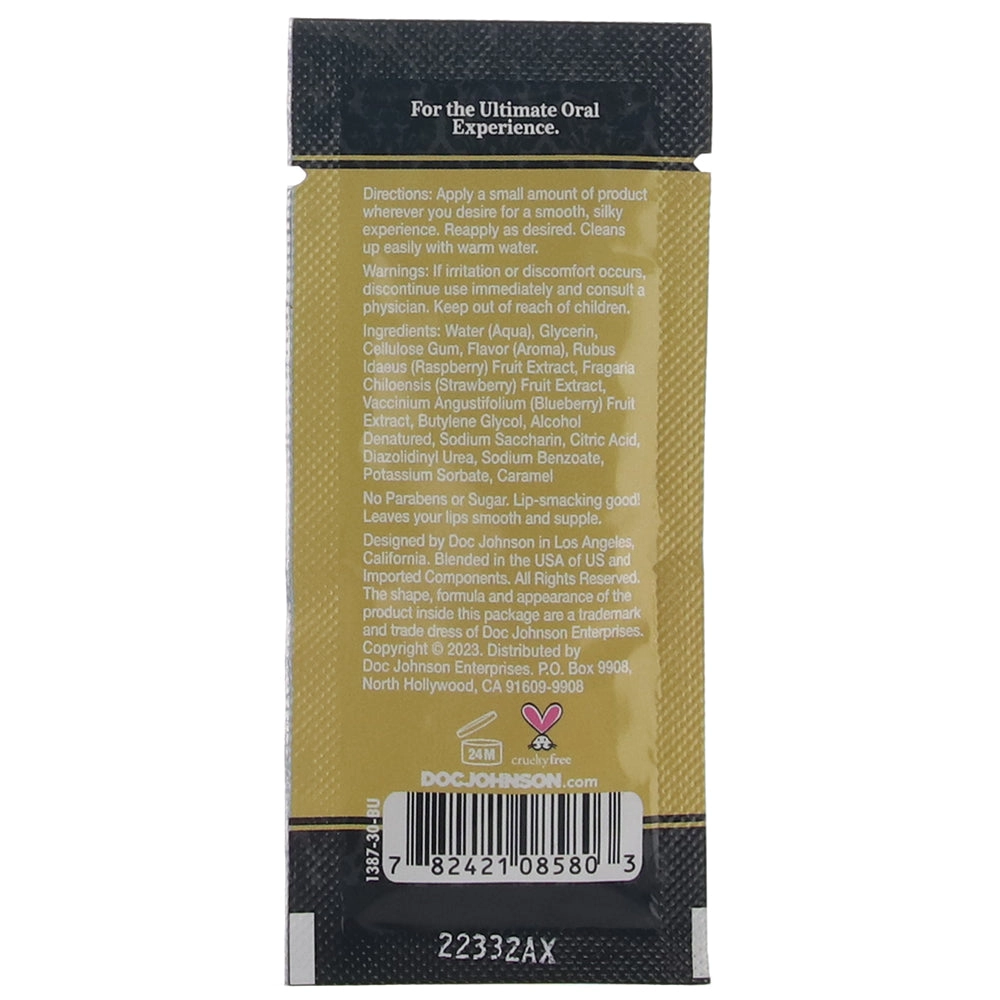 For the Ultimate Oral
Experience.
Directions: Apply a small amount of product
wherever you desire for a smooth, silky
experience. Reapply as desired. Cleans
up easily with warm water.
Warnings: If irritation or discomfort occurs,
discontinue use immediately and consult a
physician. Keep out of reach of children.
Ingredients: Water (Aqua), Glycerin,
Cellulose Gum, Flavor (Aroma), Rubus
Idaeus (Raspberry) Fruit Extract, Fragaria
Chiloensis (Strawberry) Fruit Extract,
Vaccinium Angustifolium (Blueberry) Fruit
Extract, Butylene Glycol, Alcohol
Denatured, Sodium Saccharin, Citric Acid,
Diazolidinyl Urea, Sodium Benzoate,
Potassium Sorbate, Caramel
No Parabens or Sugar. Lip-smacking good!
Leaves your lips smooth and supple.
Designed by Doc Johnson in Los Angeles,
California. Blended in the USA of US and
Imported Components. All Rights Reserved.
The shape, formula and appearance of the
product inside this package are a trademark
and trade dress of Doc Johnson Enterprises.
Copyright © 2023. Distributed by
Doc Johnson Enterprises. P.O. Box 9908,
North Hollywood, CA 91609-9908
24M
crueltyfree
DOCJOHNSON.com
1387-30-BU
7 82421 08580 3
22332AX